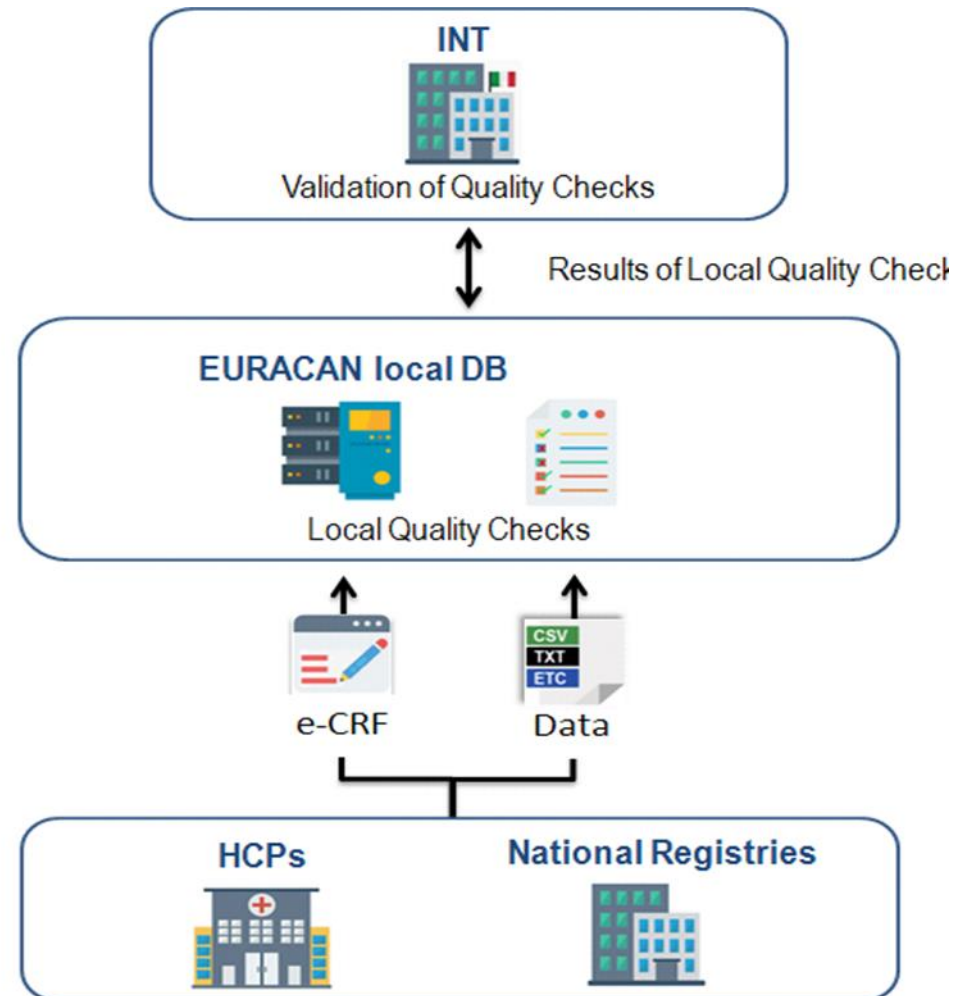 INT
Validation of Quality Checks
Results of Local Quality Check
EURACAN local DB
Local Quality Checks
CSV
TXT
ETC
e-CRF
Data
HCPs
National Registries